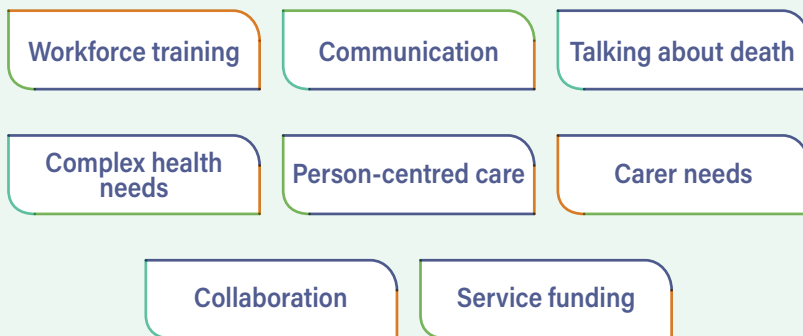 Workforce training
Communication
Talking about death
Complex health
needs
Person-centred care
Carer needs
Collaboration
Service funding